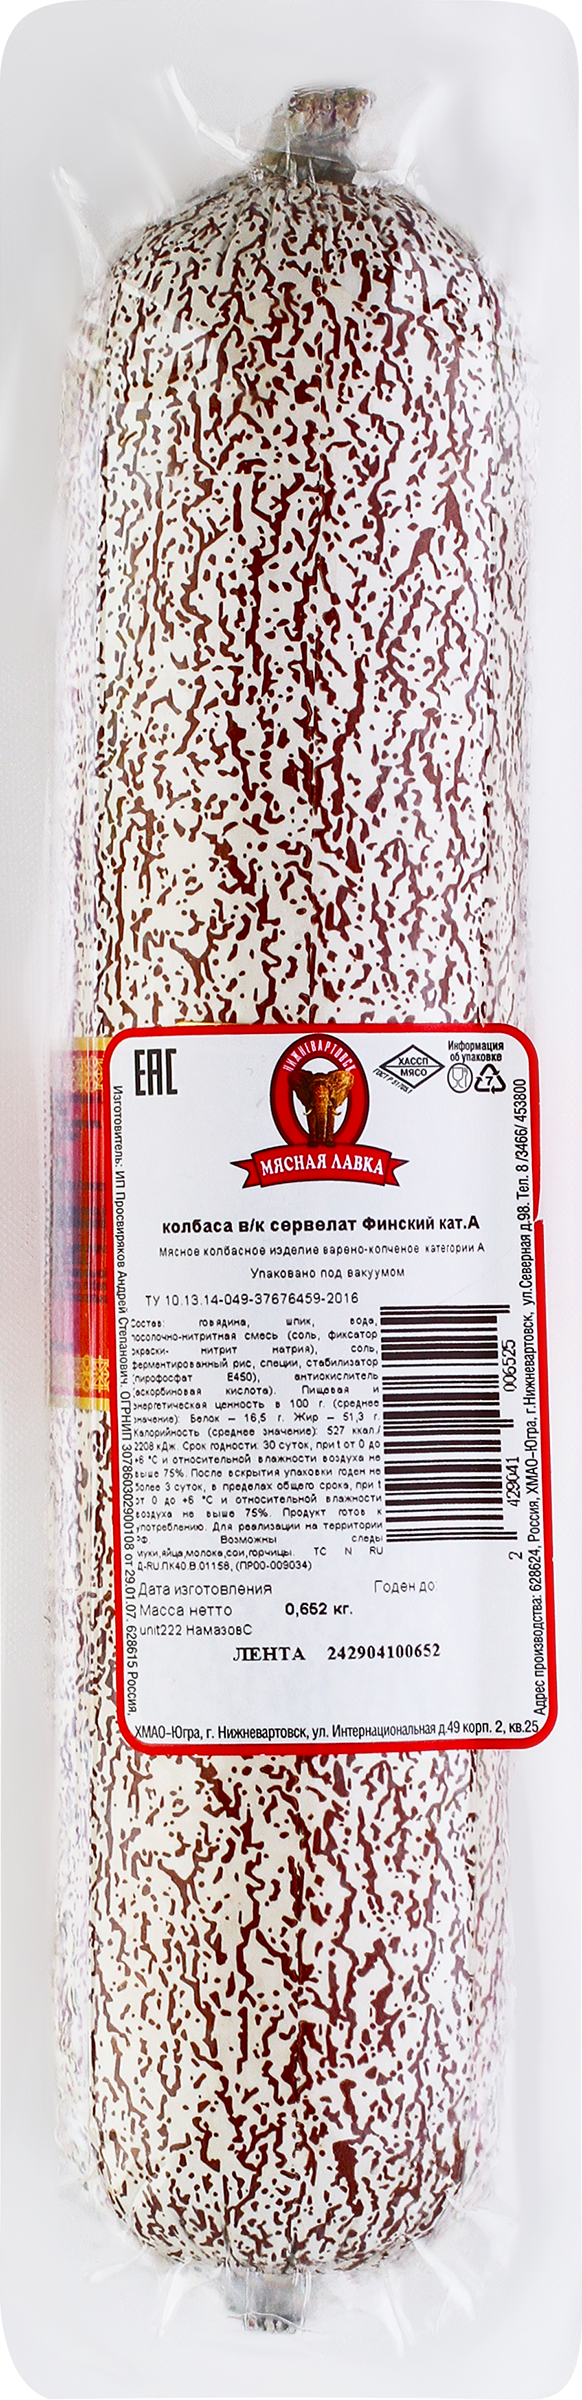 EAC
НИЖНЕВАРТОВСК
МЯСНАЯ ЛАВКА
ХАССП
МЯСО
Информация
об упаковке
7
колбаса в/к сервелат Финский кат.А
Мясное колбасное изделие варено-копченое категории А
Упаковано под вакуумом
ТУ 10.13.14-049-37676459-2016
Состав: говядина, шпик, вода,
посолочно-нитритная смесь (соль, фиксатор
окраски- нитрит натрия), соль,
ферментированный рис, специи, стабилизатор
(пирофосфат Е450), антиокислитель
(аскорбиновая кислота). Пищевая и
энергетическая ценность в 100 г. (среднее
значение): Белок — 16,5 г. Жир — 51,3 г.
Калорийность (среднее значение): 527 ккал./
2208 кДж. Срок годности: 30 суток, при t от 0 до
+6 °С и относительной влажности воздуха не
выше 75%. После вскрытия упаковки годен не
более 3 суток, в пределах общего срока, при t
от 0 до +6 °С и относительной влажности
воздуха не выше 75%. Продукт готов к
употреблению. Для реализации на территории
РФ Возможны следы
муки,яйца,молока,сои,горчицы. ТС N RU
Д-RU.ПК40.В.01158, (ПР00-009034)
Дата изготовления Годен до:
Масса нетто 0,652 кг.
unit222 НамазовС
ЛЕНТА 242904100652
2 429041 006525
Изготовитель: ИП Просвиряков Андрей Степанович. ОГРНИП 307860302900108 от 29.01.07. 628615 Россия,
ХМАО-Югра, г. Нижневартовск, ул. Интернациональная д.49 корп. 2, кв.25
Адрес производства: 628624, Россия, ХМАО-Югра, г.Нижневартовск, ул.Северная д.98. Тел. 8 /3466/ 453800